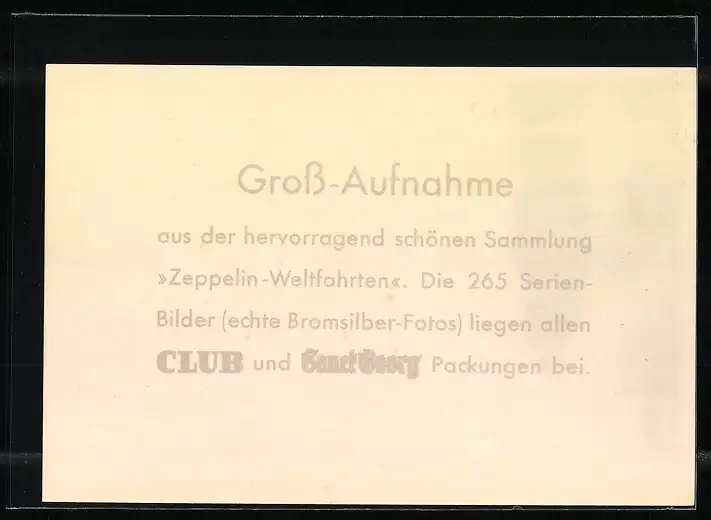 Groß-Aufnahme
aus der hervorragend schönen Sammlung
»Zeppelin-Weltfahrten«. Die 265 Serien-
Bilder (echte Bromsilber-Fotos) liegen allen
CLUB und Sanct Georg Packungen bei.